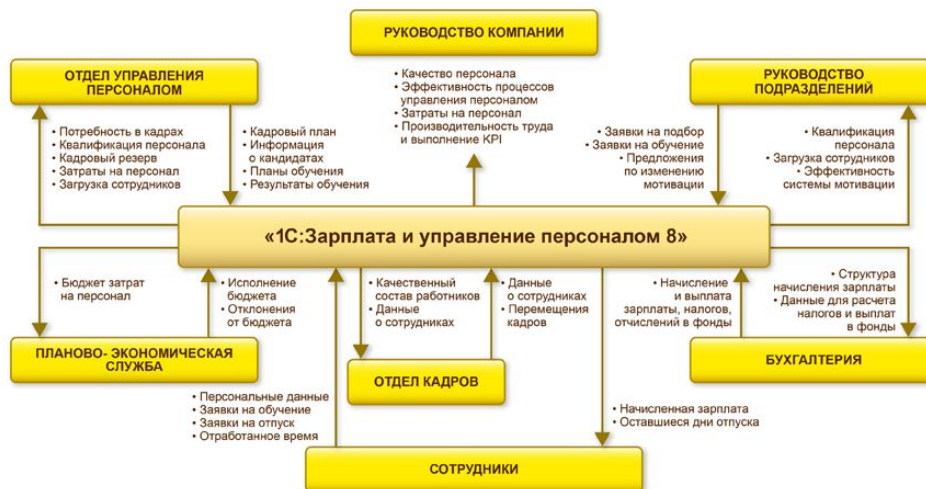 РУКОВОДСТВО КОМПАНИИ
• Качество персонала
• Эффективность процессов
управления персоналом
• Затраты на персонал
• Производительность труда
и выполнение KPI
ОТДЕЛ УПРАВЛЕНИЯ
ПЕРСОНАЛОМ
• Потребность в кадрах
• Квалификация персонала
• Кадровый резерв
• Затраты на персонал
• Загрузка сотрудников
• Кадровый план
• Информация
о кандидатах
• Планы обучения
• Результаты обучения
РУКОВОДСТВО
ПОДРАЗДЕЛЕНИЙ
• Заявки на подбор
• Заявки на обучение
• Предложения
по изменению
мотивации
• Квалификация
персонала
• Загрузка сотрудников
• Эффективность
системы мотивации
«1С:Зарплата и управление персоналом 8»
• Бюджет затрат
на персонал
• Исполнение
бюджета
• Отклонения
от бюджета
ПЛАНОВО- ЭКОНОМИЧЕСКАЯ
СЛУЖБА
• Качественный
состав работников
• Данные
о сотрудниках
• Данные
о сотрудниках
• Перемещения
кадров
ОТДЕЛ КАДРОВ
• Начисление
и выплата
зарплаты, налогов,
отчислений в фонды
• Структура
начисления зарплаты
• Данные для расчета
налогов и выплат
в фонды
БУХГАЛТЕРИЯ
• Персональные данные
• Заявки на обучение
• Заявки на отпуск
• Отработанное время
• Начисленная зарплата
• Оставшиеся дни отпуска
СОТРУДНИКИ